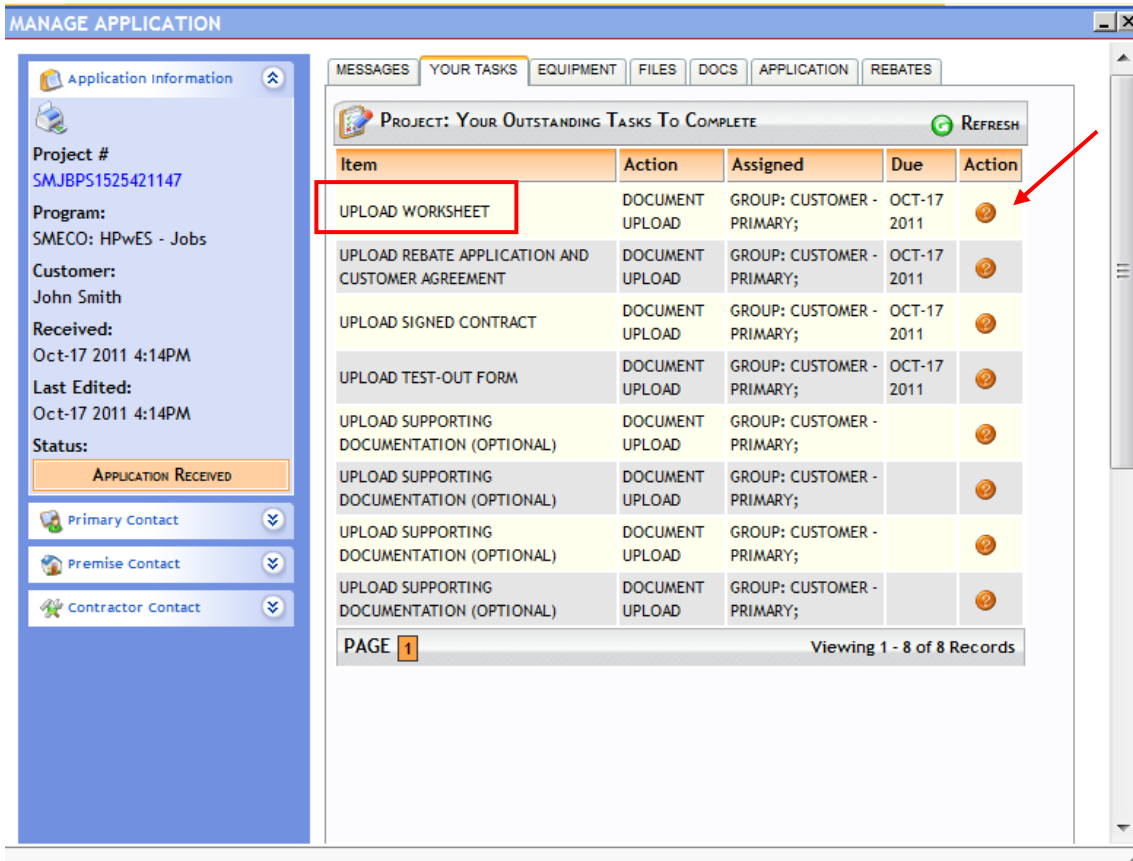 MANAGE APPLICATION
Application Information
Project #
SMJBPS1525421147
Program:
SMECO: HPwES - Jobs
Customer:
John Smith
Received:
Oct-17 2011 4:14PM
Last Edited:
Oct-17 2011 4:14PM
Status:
APPLICATION RECEIVED
Primary Contact
Premise Contact
Contractor Contact
MESSAGES YOUR TASKS EQUIPMENT FILES DOCS APPLICATION REBATES
PROJECT: YOUR OUTSTANDING TASKS TO COMPLETE REFRESH
Item Action Assigned Due Action
UPLOAD WORKSHEET DOCUMENT UPLOAD GROUP: CUSTOMER - PRIMARY; OCT-17 2011
UPLOAD REBATE APPLICATION AND CUSTOMER AGREEMENT DOCUMENT UPLOAD GROUP: CUSTOMER - PRIMARY; OCT-17 2011
UPLOAD SIGNED CONTRACT DOCUMENT UPLOAD GROUP: CUSTOMER - PRIMARY; OCT-17 2011
UPLOAD TEST-OUT FORM DOCUMENT UPLOAD GROUP: CUSTOMER - PRIMARY; OCT-17 2011
UPLOAD SUPPORTING DOCUMENTATION (OPTIONAL) DOCUMENT UPLOAD GROUP: CUSTOMER - PRIMARY;
UPLOAD SUPPORTING DOCUMENTATION (OPTIONAL) DOCUMENT UPLOAD GROUP: CUSTOMER - PRIMARY;
UPLOAD SUPPORTING DOCUMENTATION (OPTIONAL) DOCUMENT UPLOAD GROUP: CUSTOMER - PRIMARY;
UPLOAD SUPPORTING DOCUMENTATION (OPTIONAL) DOCUMENT UPLOAD GROUP: CUSTOMER - PRIMARY;
PAGE 1 Viewing 1 - 8 of 8 Records